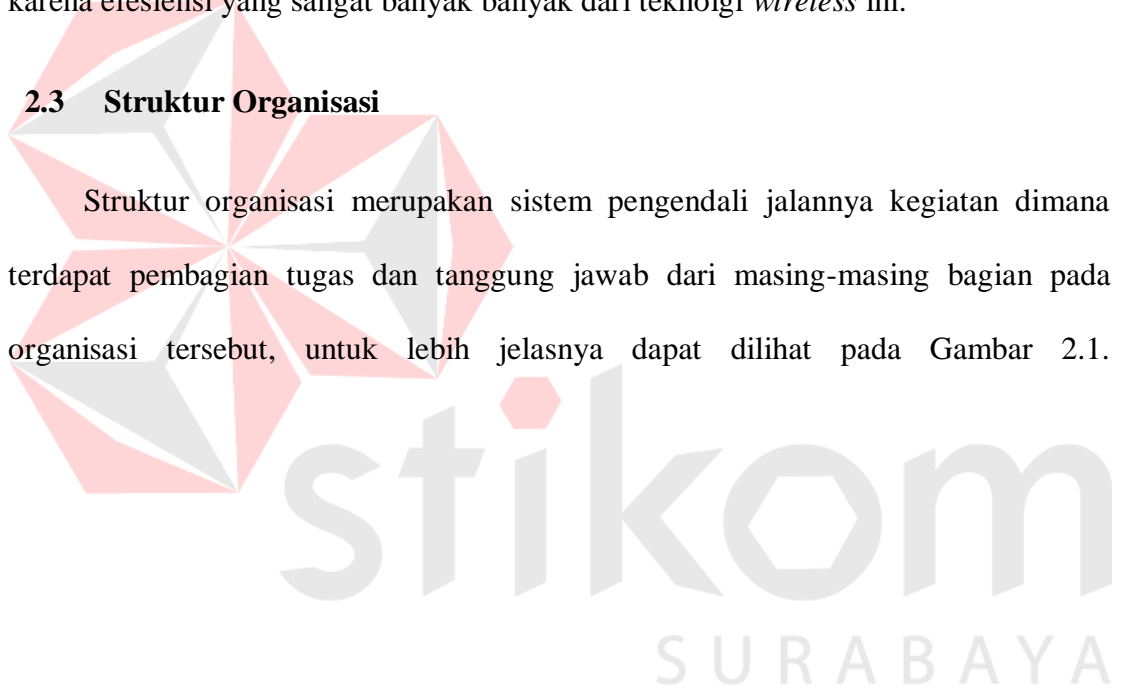 karena efesiensi yang sangat banyak banyak dari teknolgi wireless ini.
2.3 Struktur Organisasi
Struktur organisasi merupakan sistem pengendali jalannya kegiatan dimana
terdapat pembagian tugas dan tanggung jawab dari masing-masing bagian pada
organisasi tersebut, untuk lebih jelasnya dapat dilihat pada Gambar 2.1.
stikom
SURABAYA